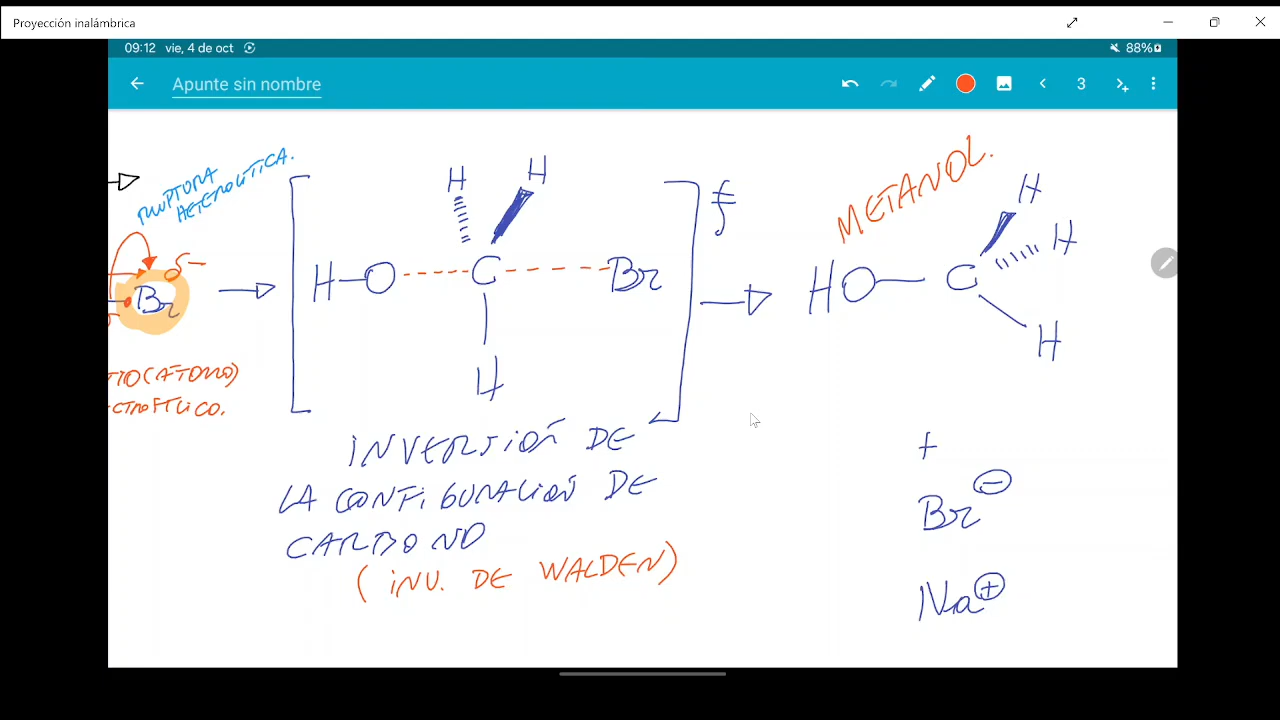 Proyección inalámbrica
09:12 vie, 4 de oct 88%
Apunte sin nombre
3
RUPTURA
HETEROLITICA.
METANOL.
δ−
H H
H
H
H–O C Br
Br
HO–C
H
H
INVERSIÓN DE
LA CONFIGURACIÓN DE
CARBONO
(INV. DE WALDEN)
+
Br −
Na +